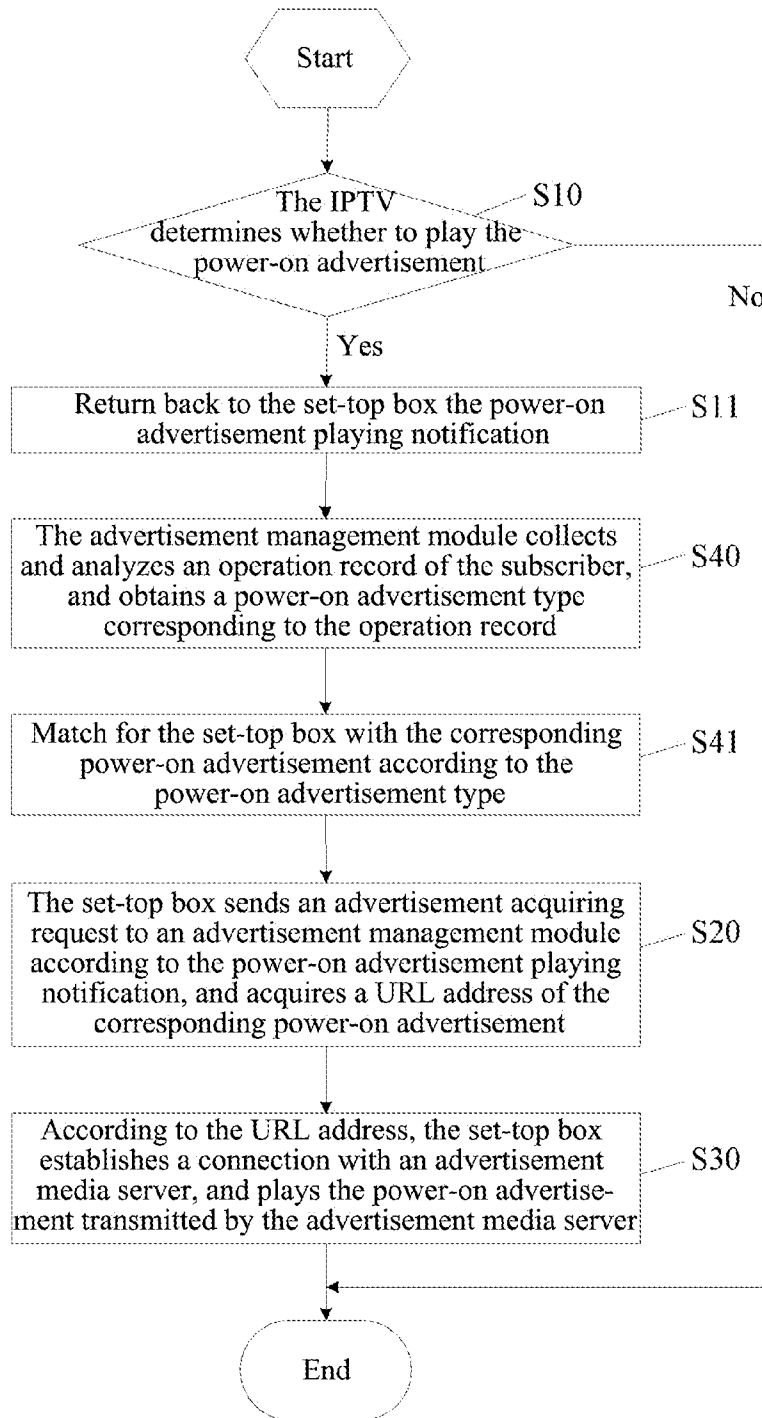 Start
The IPTV
determines whether to play the
power-on advertisement
S10
No
Yes
Return back to the set-top box the power-on
advertisement playing notification
S11
The advertisement management module collects
and analyzes an operation record of the subscriber,
and obtains a power-on advertisement type
corresponding to the operation record
S40
Match for the set-top box with the corresponding
power-on advertisement according to the
power-on advertisement type
S41
The set-top box sends an advertisement acquiring
request to an advertisement management module
according to the power-on advertisement playing
notification, and acquires a URL address of the
corresponding power-on advertisement
S20
According to the URL address, the set-top box
establishes a connection with an advertisement
media server, and plays the power-on advertise-
ment transmitted by the advertisement media server
S30
End